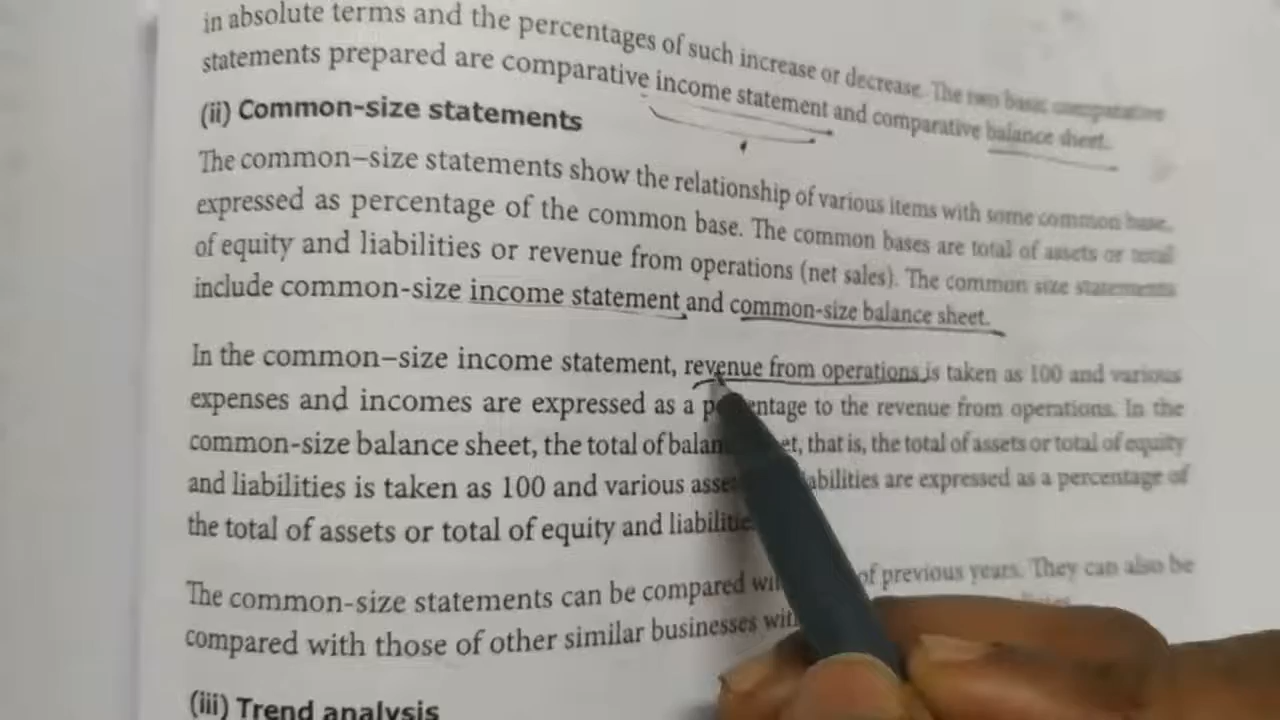 in absolute terms and the percentages of such increase or decrease. The two basic comparative
statements prepared are comparative income statement and comparative balance sheet.
(ii) Common-size statements
The common–size statements show the relationship of various items with some common base,
expressed as percentage of the common base. The common bases are total of assets or total
of equity and liabilities or revenue from operations (net sales). The common size statements
include common-size income statement and common-size balance sheet.
In the common–size income statement, revenue from operations is taken as 100 and various
expenses and incomes are expressed as a percentage to the revenue from operations. In the
common-size balance sheet, the total of balan et, that is, the total of assets or total of equity
and liabilities is taken as 100 and various asse abilities are expressed as a percentage of
the total of assets or total of equity and liabilitie
The common-size statements can be compared wi of previous years. They can also be
compared with those of other similar businesses wit
(iii) Trend analysis